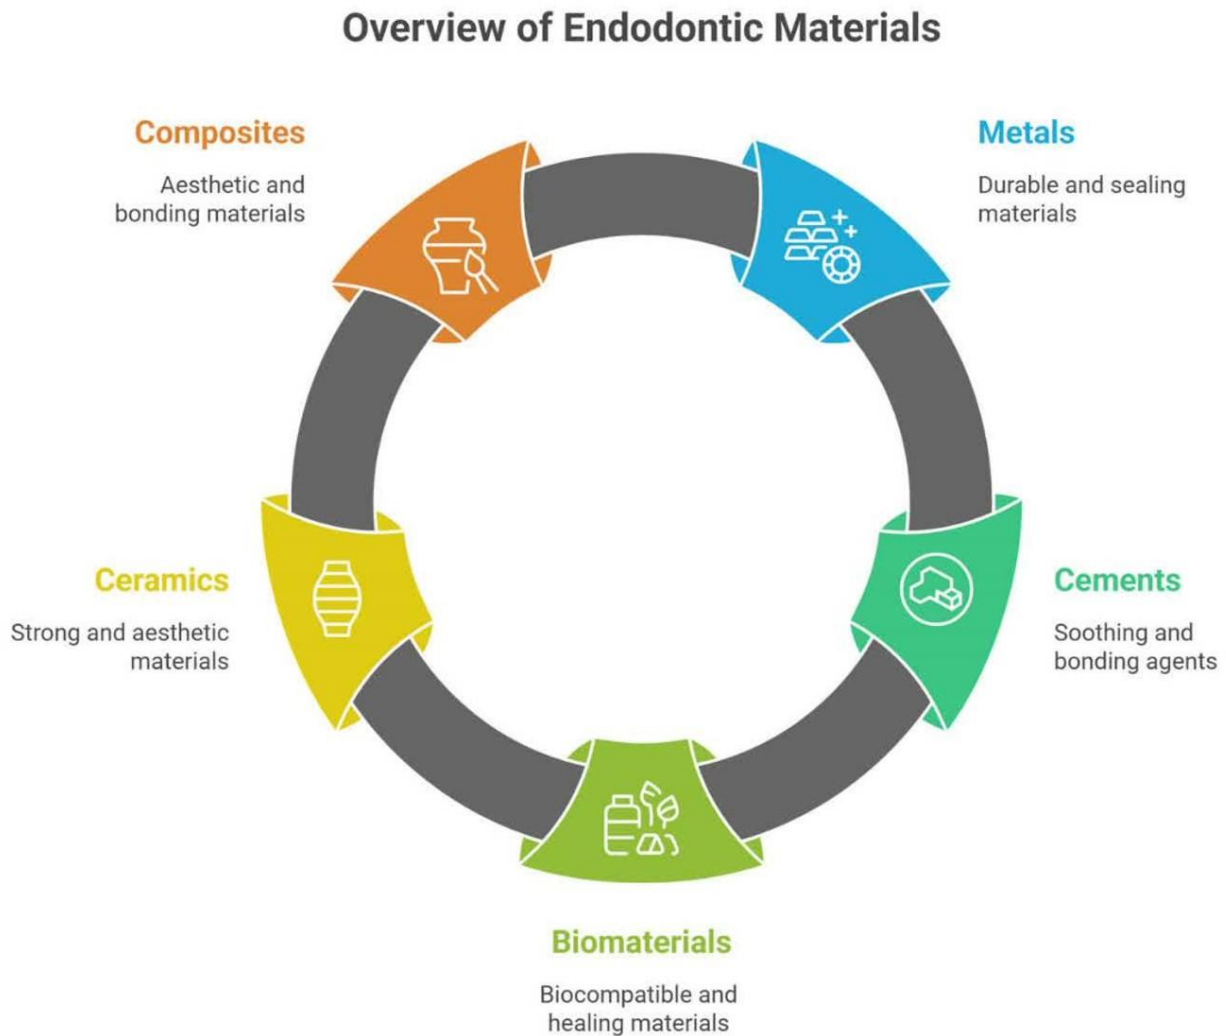 Overview of Endodontic Materials
Composites
Aesthetic and
bonding materials
Metals
Durable and sealing
materials
Ceramics
Strong and aesthetic
materials
Cements
Soothing and
bonding agents
Biomaterials
Biocompatible and
healing materials